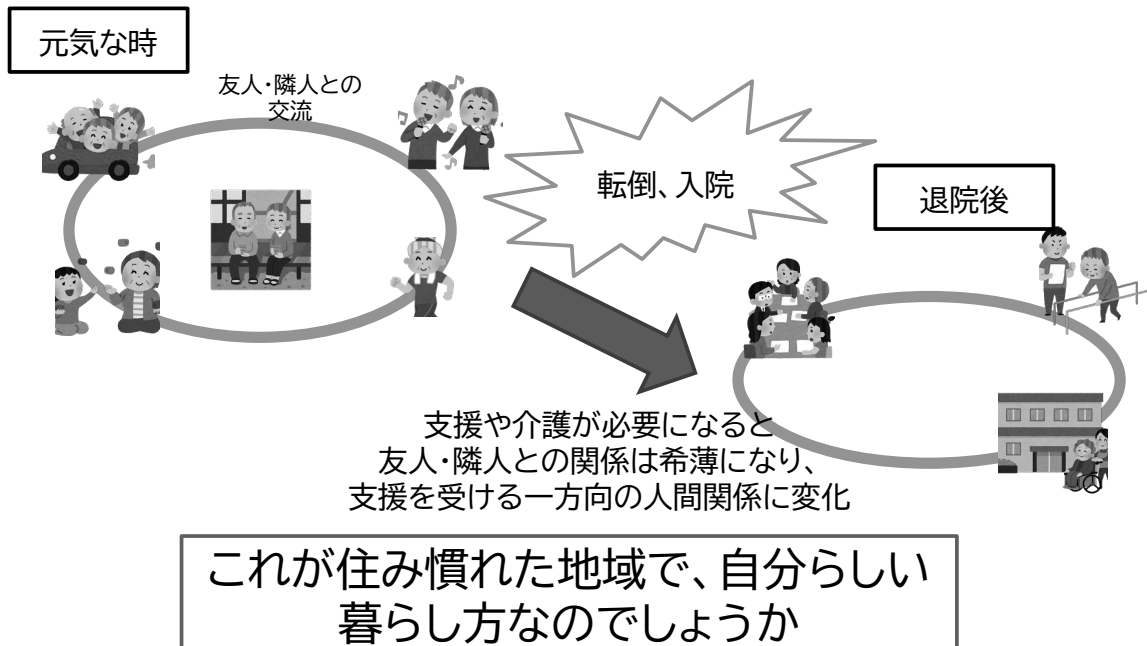 元気な時
友人・隣人との
交流
転倒、入院
退院後
支援や介護が必要になると
友人・隣人との関係は希薄になり、
支援を受ける一方向の人間関係に変化
これが住み慣れた地域で、自分らしい
暮らし方なのでしょうか